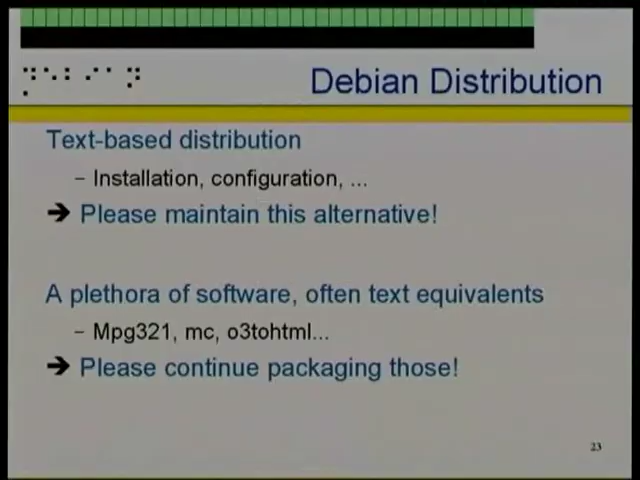 Debian Distribution
Text-based distribution
– Installation, configuration, ...
➔ Please maintain this alternative!
A plethora of software, often text equivalents
– Mpg321, mc, o3tohtml...
➔ Please continue packaging those!
23